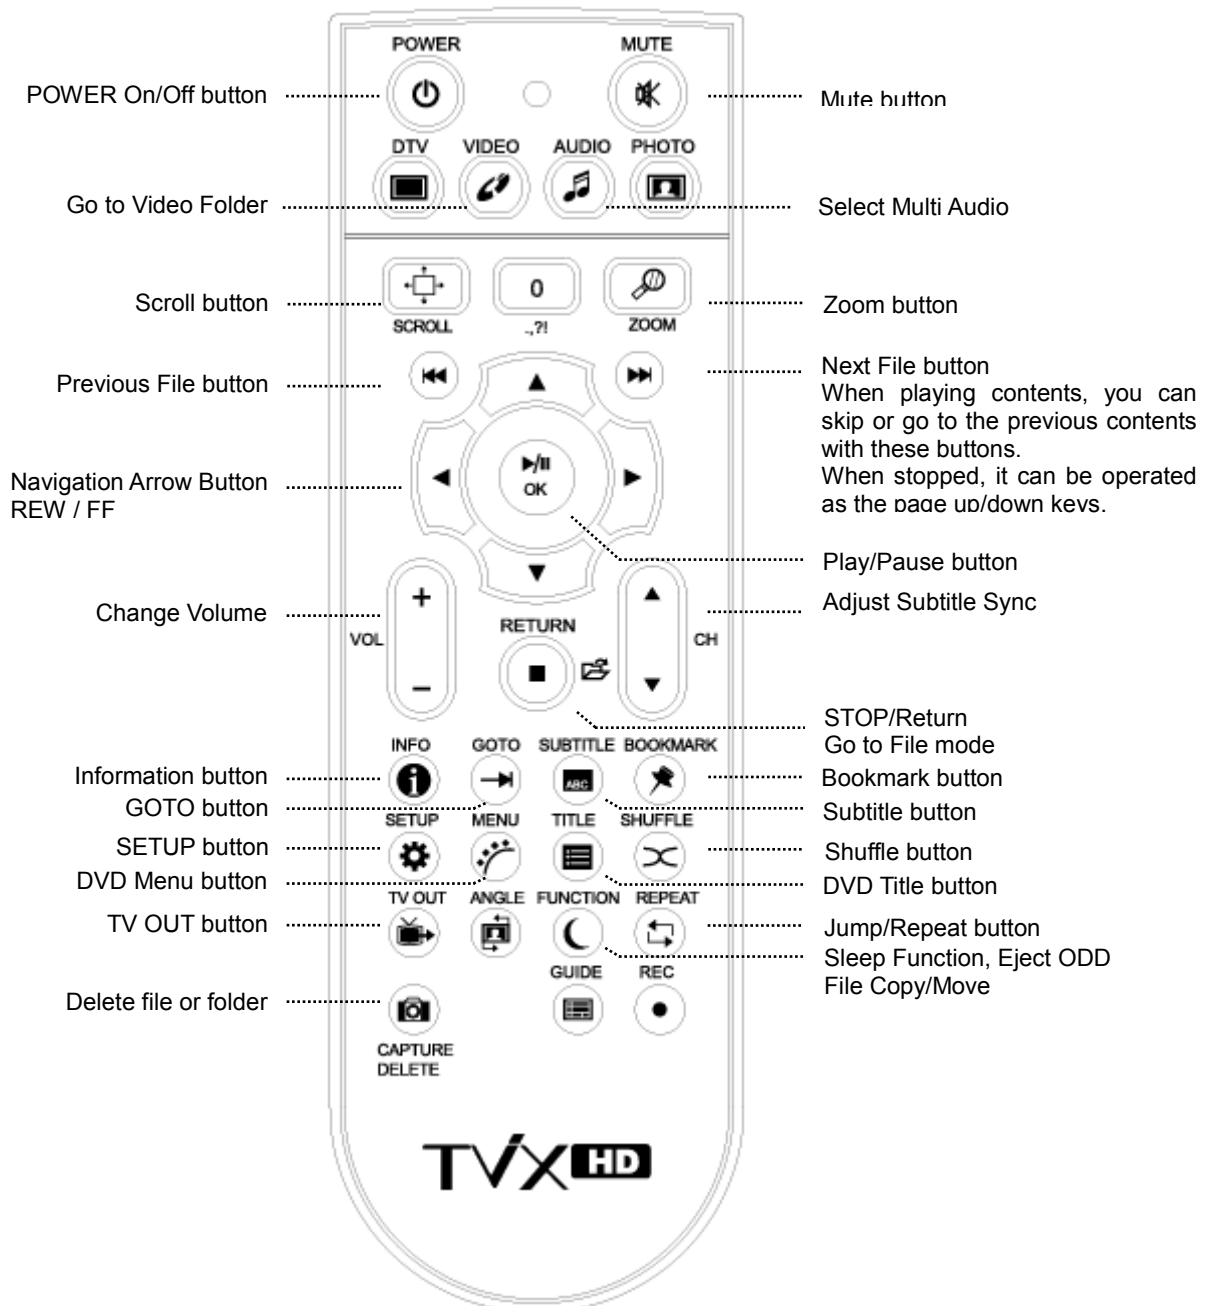 POWER MUTE
POWER On/Off button
Mute button
DTV VIDEO AUDIO PHOTO
Go to Video Folder
Select Multi Audio
0
Scroll button
Zoom button
SCROLL .,?! ZOOM
Previous File button
Next File button
When playing contents, you can
skip or go to the previous contents
with these buttons.
When stopped, it can be operated
as the page up/down keys.
Navigation Arrow Button
REW / FF
OK
Play/Pause button
+
Change Volume
Adjust Subtitle Sync
VOL
RETURN
CH
−
STOP/Return
Go to File mode
INFO GOTO SUBTITLE BOOKMARK
Information button
ABC
Bookmark button
GOTO button
Subtitle button
SETUP MENU TITLE SHUFFLE
SETUP button
Shuffle button
DVD Menu button
DVD Title button
TV OUT ANGLE FUNCTION REPEAT
TV OUT button
Jump/Repeat button
Sleep Function, Eject ODD
File Copy/Move
GUIDE REC
Delete file or folder
CAPTURE
DELETE
TViX HD